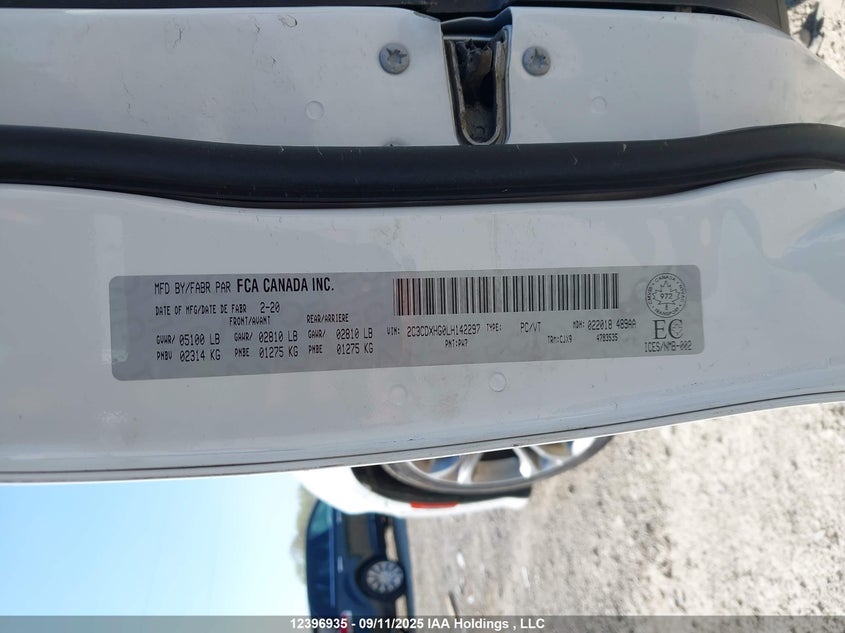 MFD BY/FABR PAR FCA CANADA INC.
DATE OF MFG/DATE DE FABR 2-20
FRONT/AVANT REAR/ARRIERE
GVWR/05100 LB GAWR/02810 LB GAWR/02810 LB
PNBV 02314 KG PNBE 01275 KG PNBE 01275 KG
VIN: 2C3CDXHG0LH142297 TYPE: PC/VT MDH: 022018 489AA
PNT:PW7 TRM:CJX9 4783535
CANADA
972
TRANSPORT
EC
ICES/NMB-002
12396935 - 09/11/2025 IAA Holdings , LLC